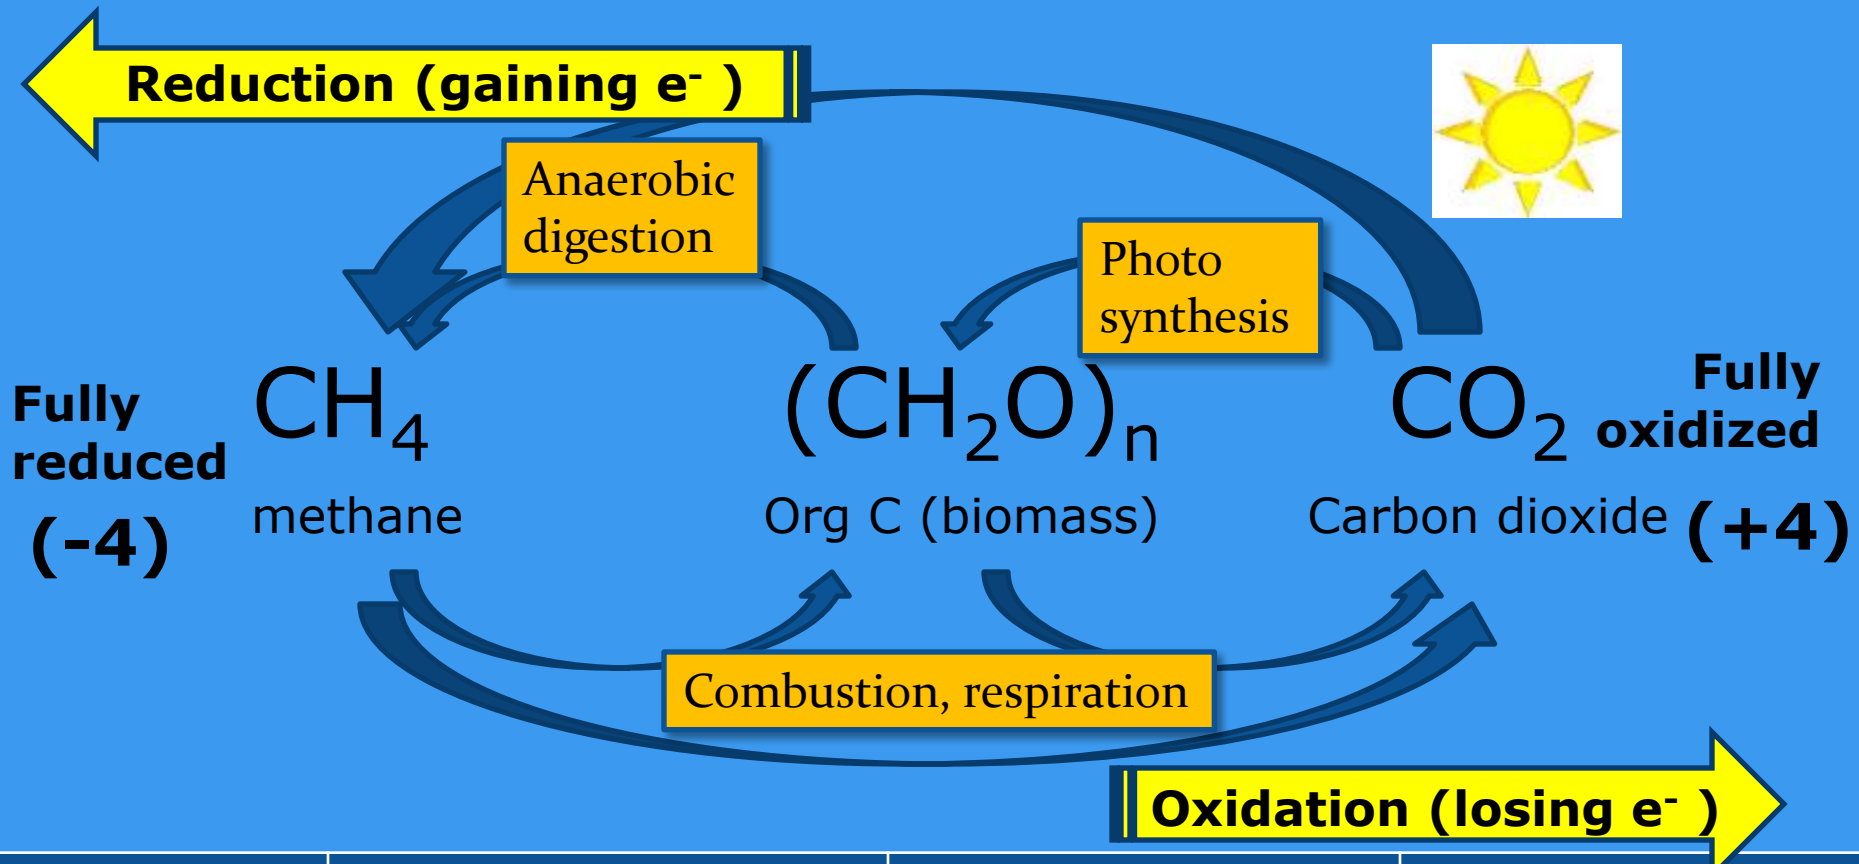 Reduction (gaining e⁻ )
Anaerobic
digestion
Photo
synthesis
Fully
reduced
(-4)
CH₄
methane
(CH₂O)ₙ
Org C (biomass)
CO₂
Carbon dioxide
Fully
oxidized
(+4)
Combustion, respiration
Oxidation (losing e⁻ )